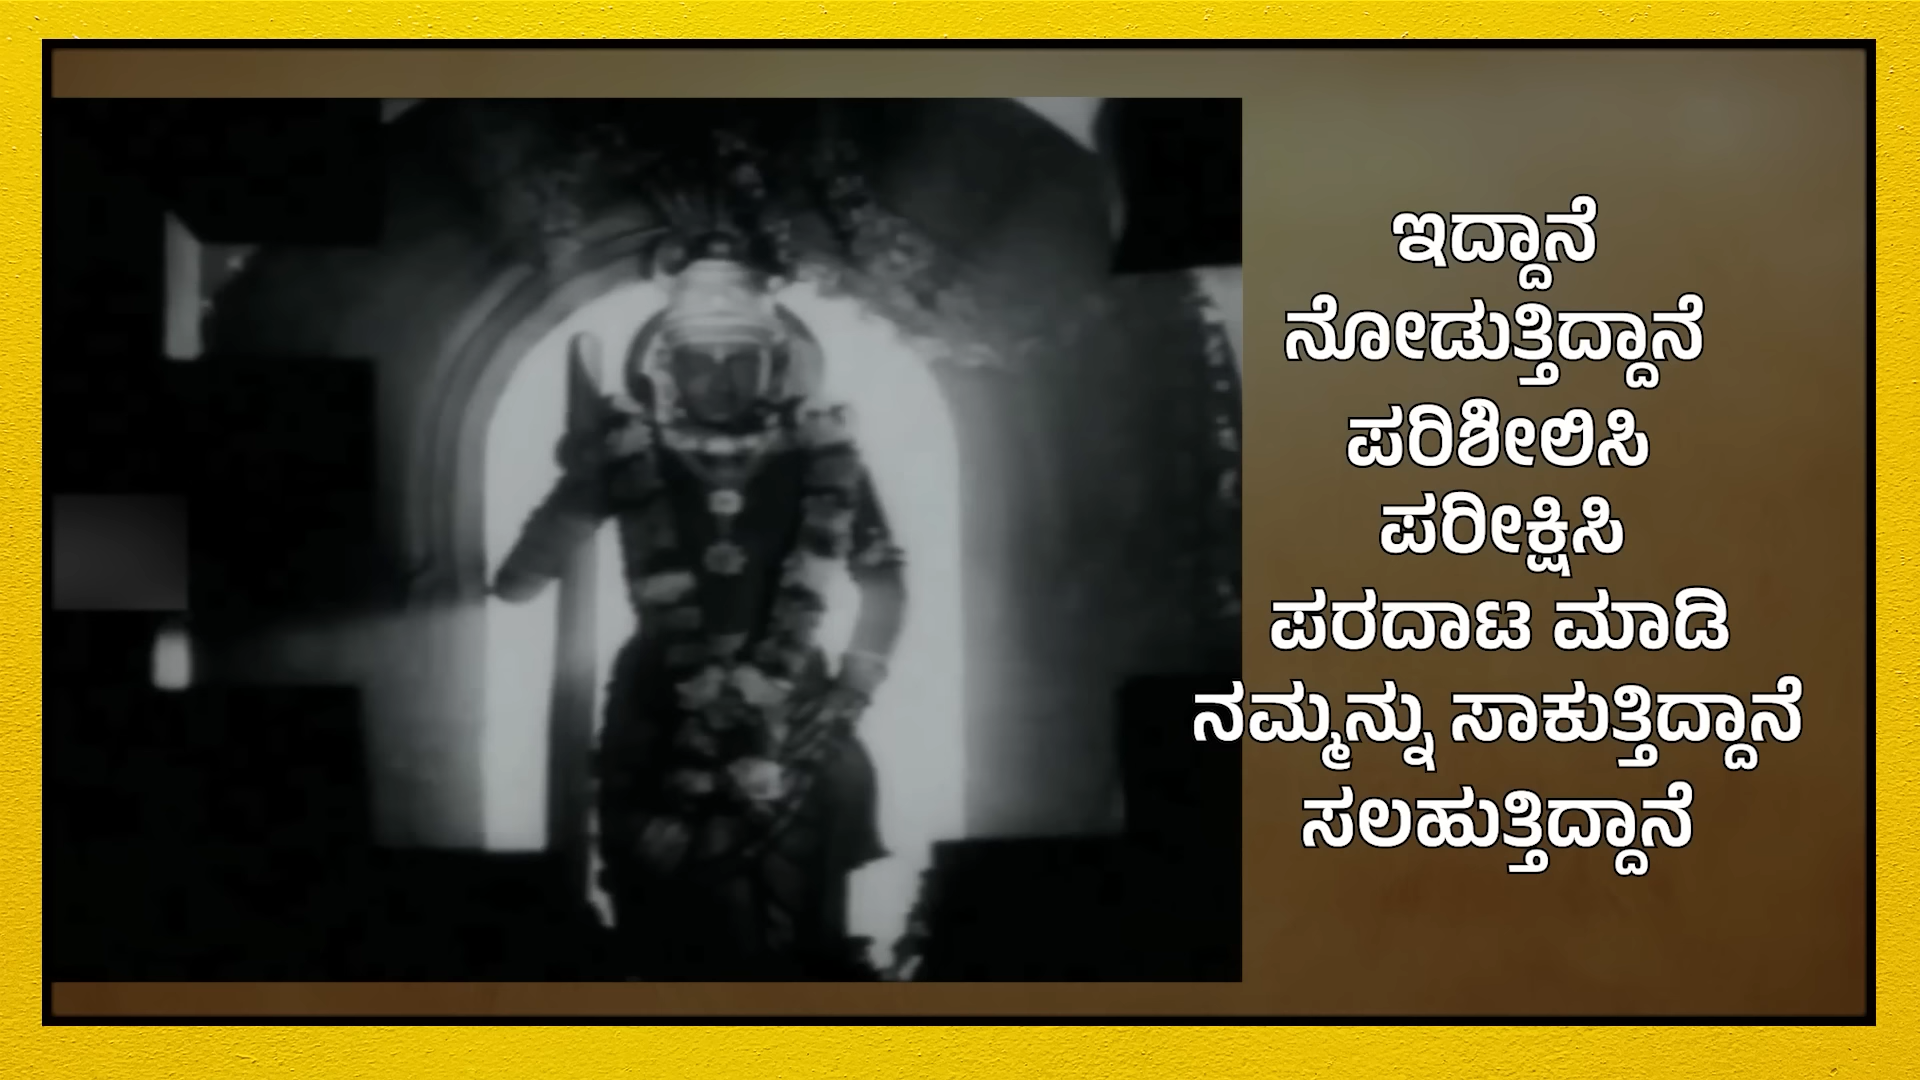 ಇದ್ದಾನೆ
ನೋಡುತ್ತಿದ್ದಾನೆ
ಪರಿಶೀಲಿಸಿ
ಪರೀಕ್ಷಿಸಿ
ಪರದಾಟ ಮಾಡಿ
ನಮ್ಮನ್ನು ಸಾಕುತ್ತಿದ್ದಾನೆ
ಸಲಹುತ್ತಿದ್ದಾನೆ